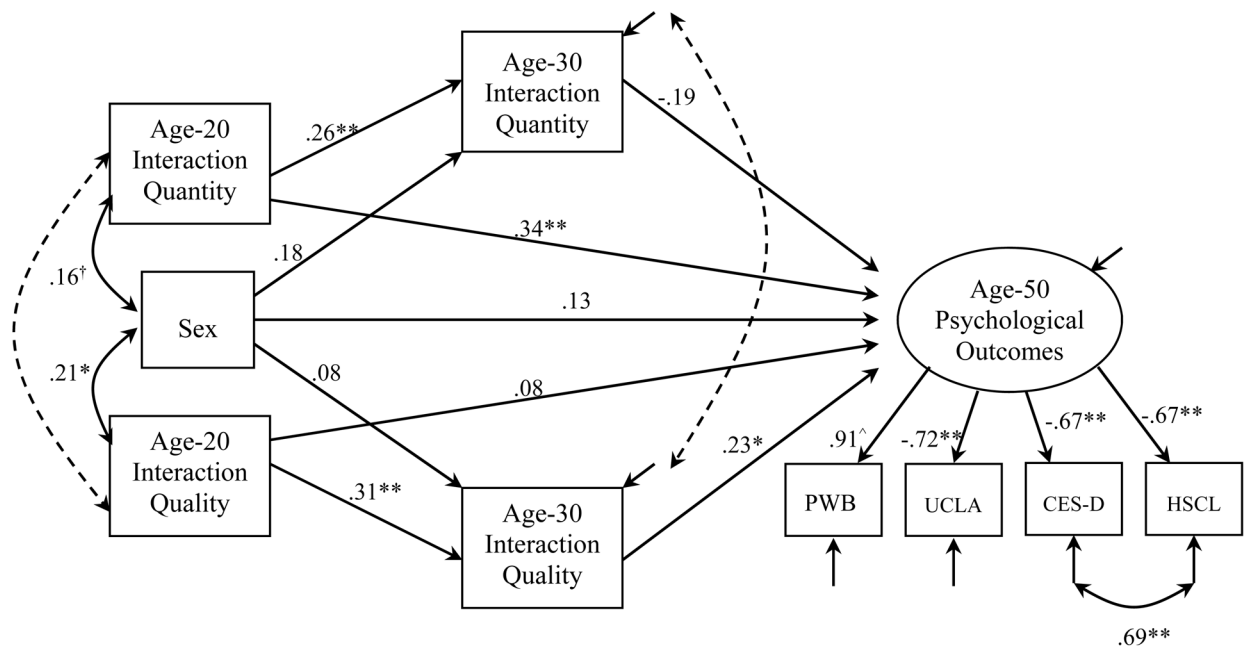 Age-30
Interaction
Quantity
-.19
Age-20
Interaction
Quantity
.26**
.34**
.18
.16†
Sex
.13
Age-50
Psychological
Outcomes
.21*
.08
.08
Age-20
Interaction
Quality
.31**
.23*
.91^
-.72**
-.67**
-.67**
Age-30
Interaction
Quality
PWB
UCLA
CES-D
HSCL
.69**